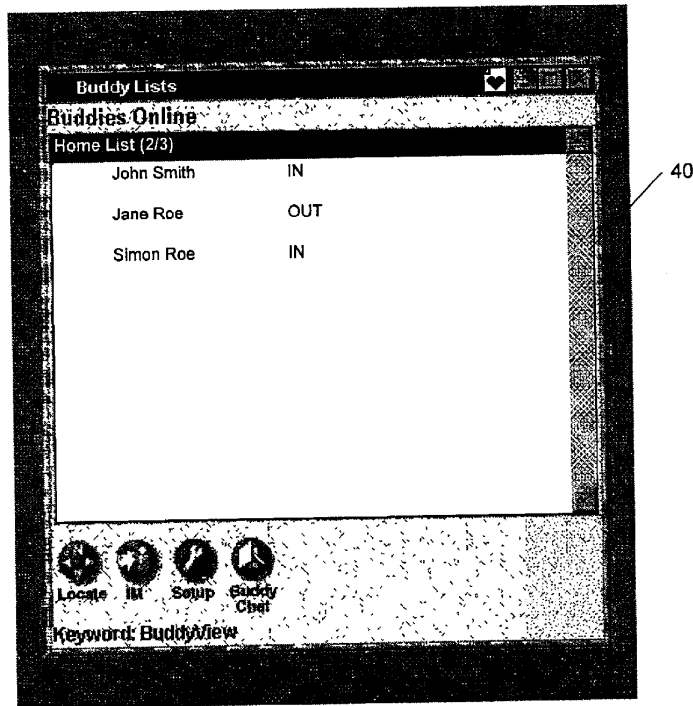 Buddy Lists
Buddies Online
Home List (2/3)
John Smith IN
Jane Roe OUT
Simon Roe IN
40
Locate IM Setup Buddy Chat
Keyword: BuddyView